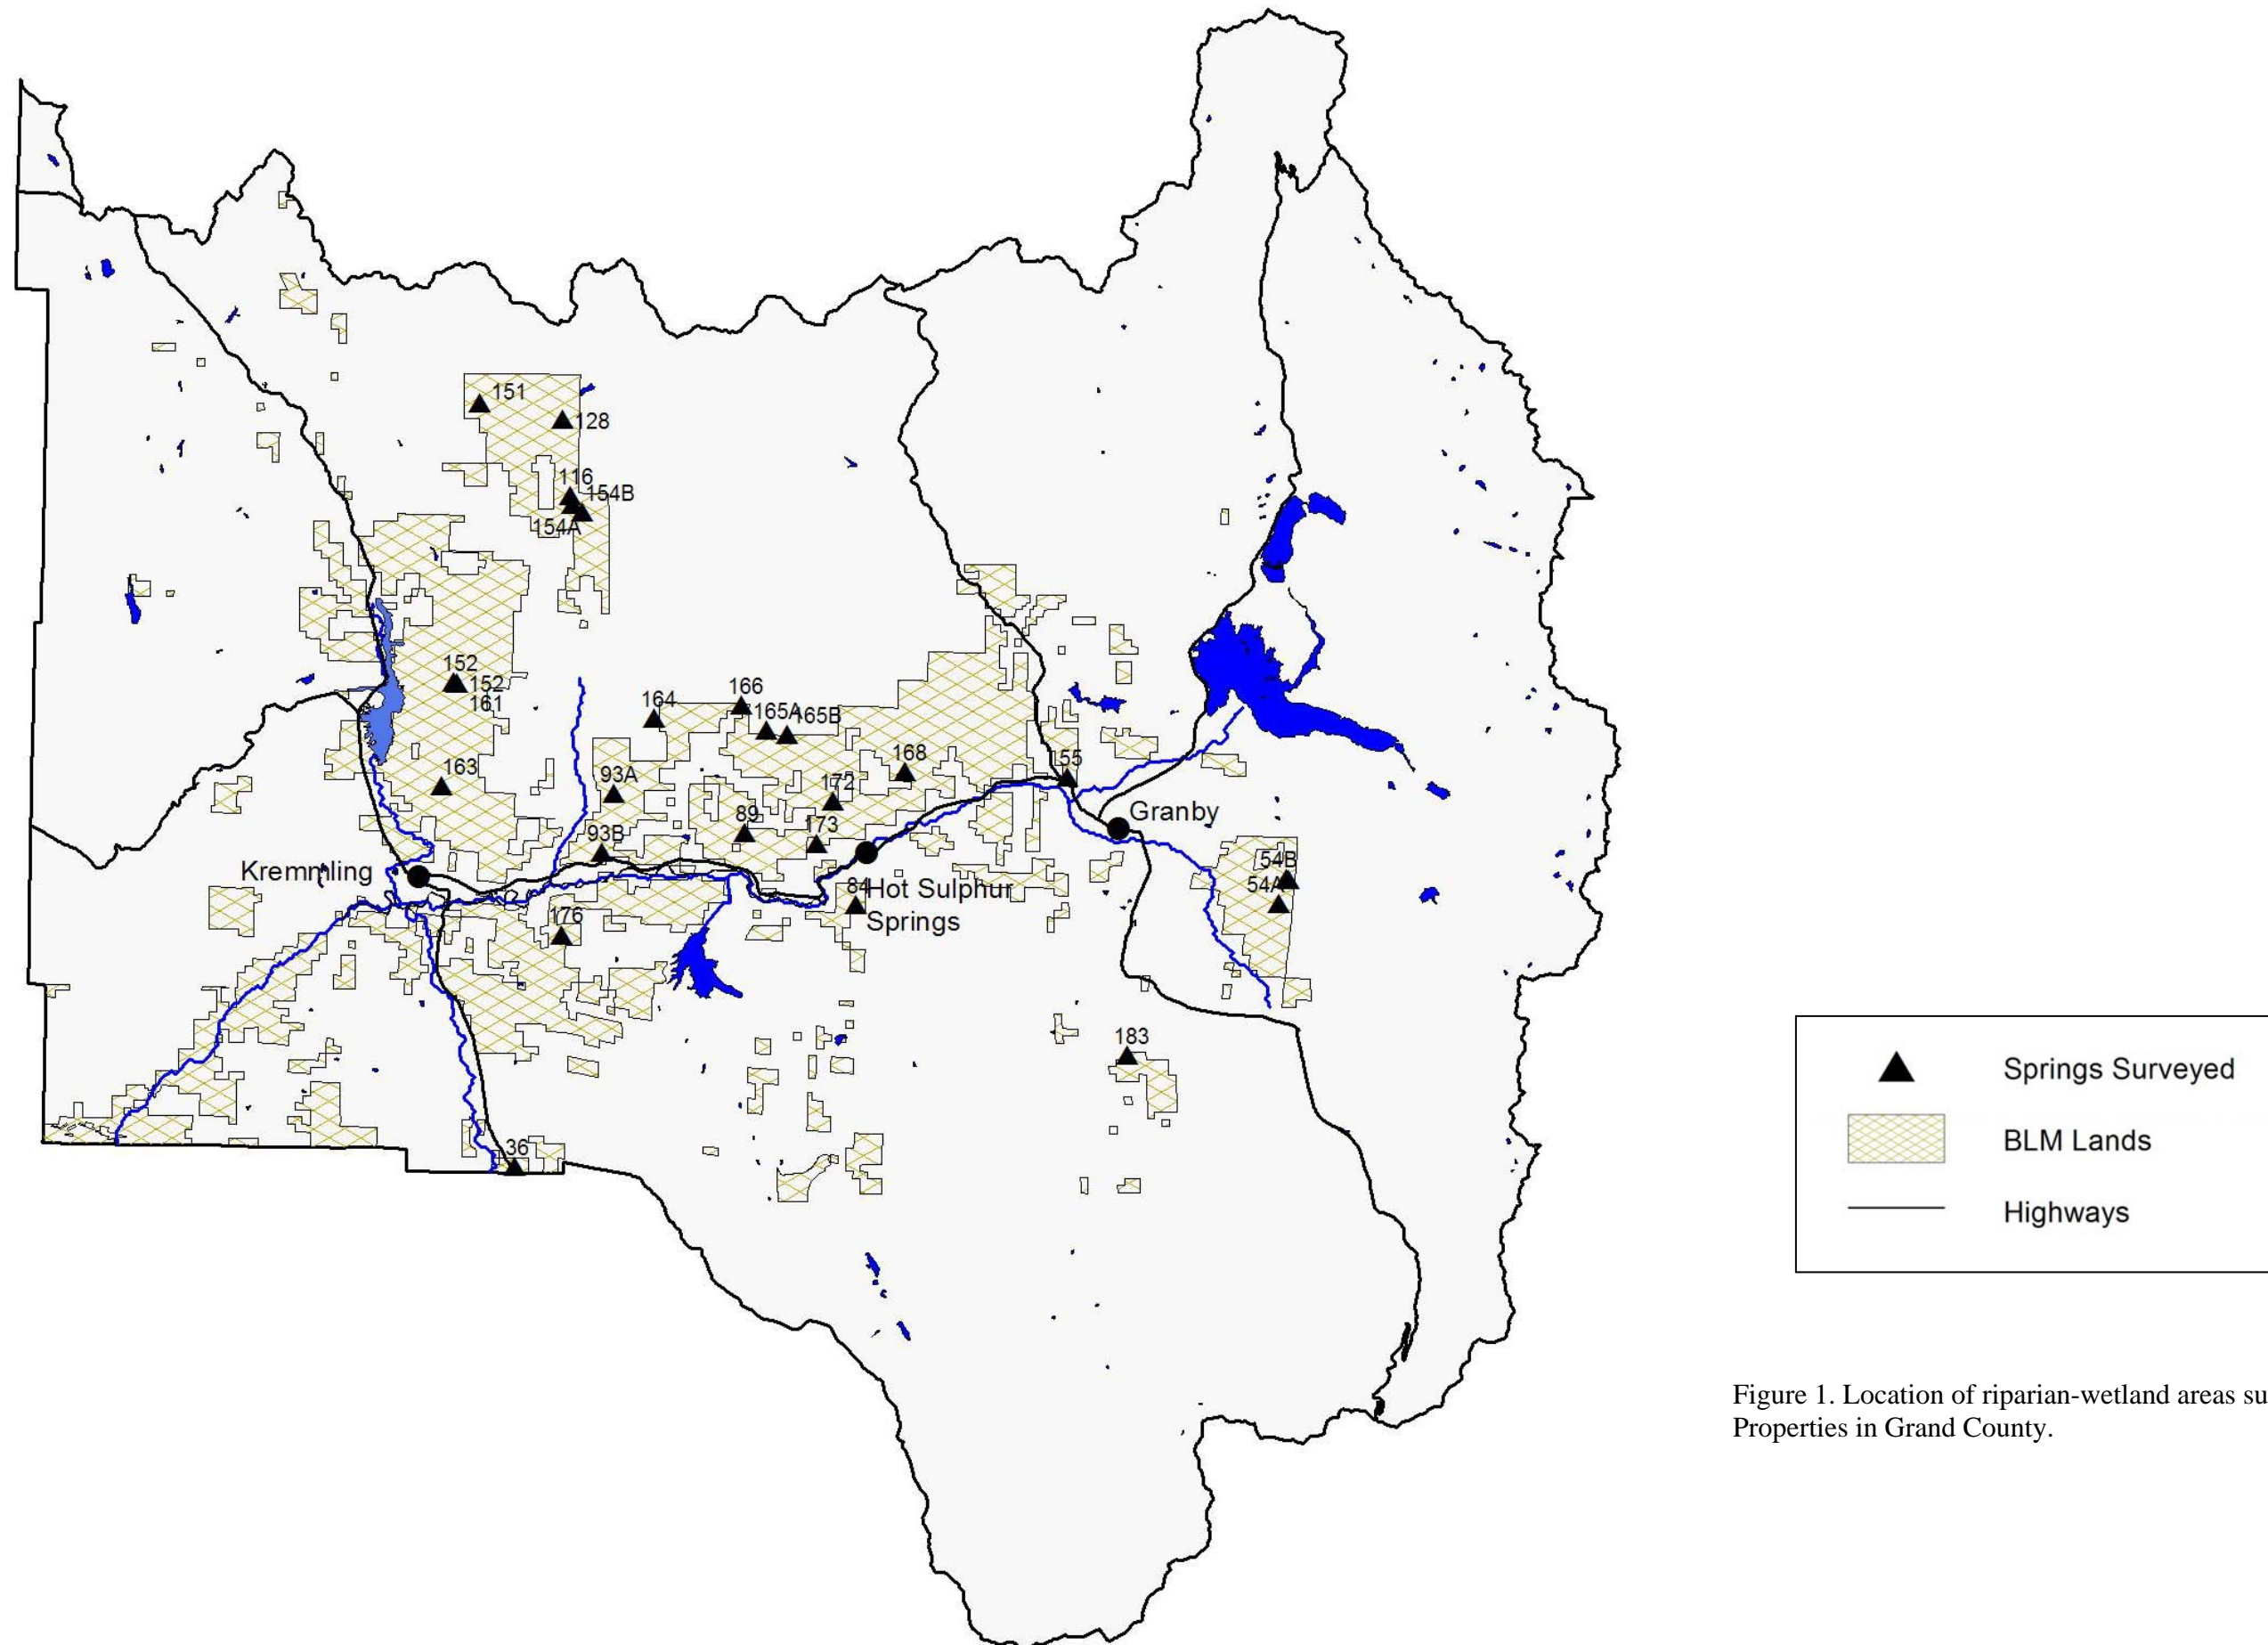 151
128
116
154B
154A
152
152
161
164
166
165A
165B
163
93A
168
155
172
89
173
93B
Granby
Kremmling
54B
54A
84
Hot Sulphur
Springs
176
183
36
Springs Surveyed
BLM Lands
Highways
Figure 1. Location of riparian-wetland areas su
Properties in Grand County.